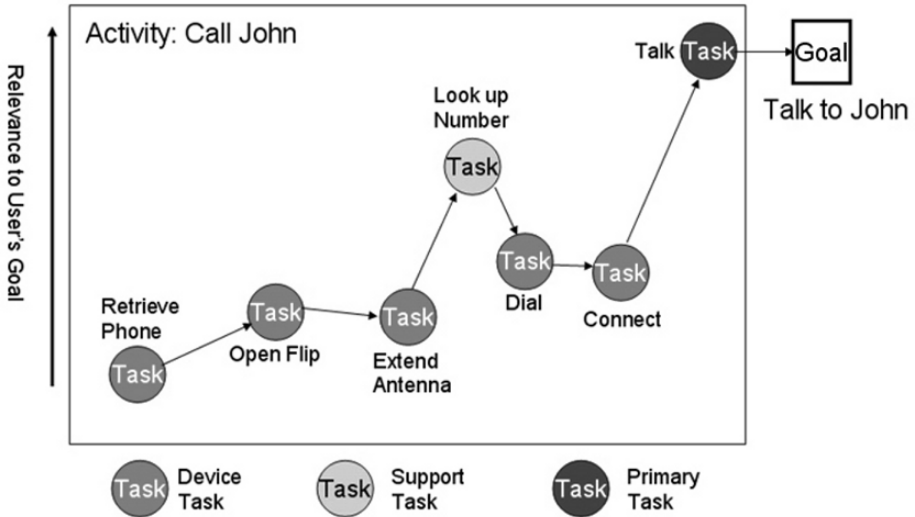 Activity: Call John
Relevance to User's Goal
Talk
Task
Goal
Talk to John
Look up
Number
Task
Task
Dial
Task
Connect
Retrieve
Phone
Task
Task
Open Flip
Task
Extend
Antenna
Task
Device
Task
Task
Support
Task
Task
Primary
Task